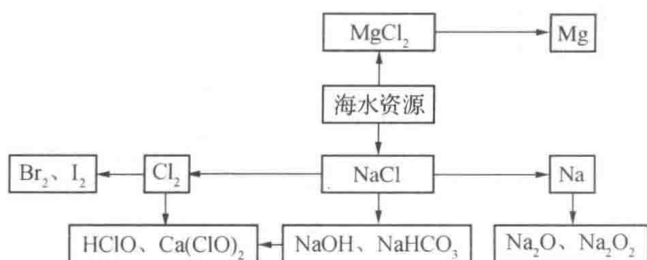 MgCl₂
Mg
海水资源
Br₂、I₂
Cl₂
NaCl
Na
HClO、Ca(ClO)₂
NaOH、NaHCO₃
Na₂O、Na₂O₂